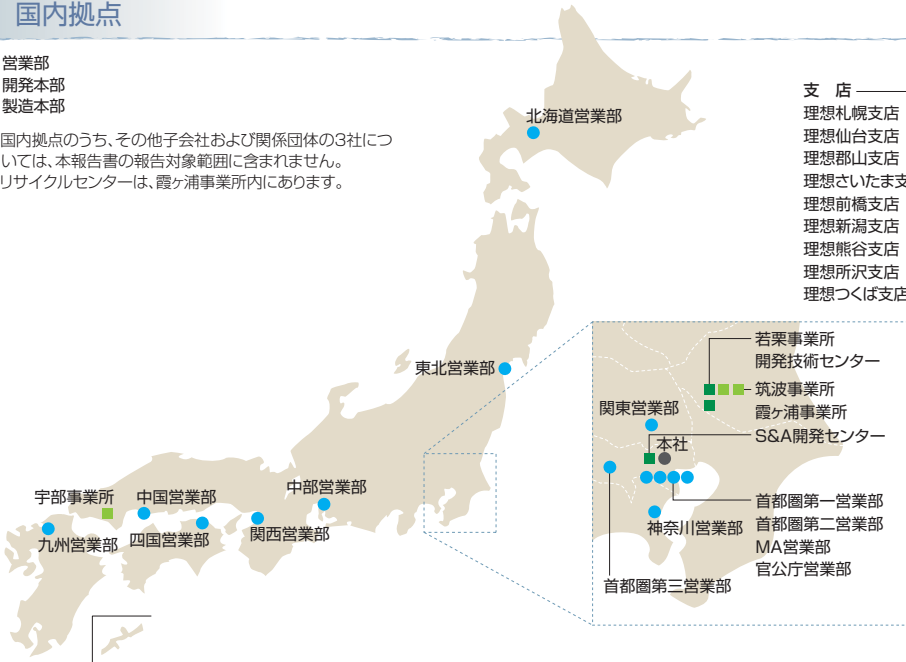 国内拠点
営業部
開発本部
製造本部
国内拠点のうち、その他子会社および関係団体の3社につ
いては、本報告書の報告対象範囲に含まれません。
リサイクルセンターは、霞ヶ浦事業所内にあります。
支 店
理想札幌支店
理想仙台支店
理想郡山支店
理想さいたま支
理想前橋支店
理想新潟支店
理想熊谷支店
理想所沢支店
理想つくば支店
北海道営業部
東北営業部
中部営業部
関西営業部
四国営業部
中国営業部
宇部事業所
九州営業部
若栗事業所
開発技術センター
筑波事業所
霞ヶ浦事業所
S&A開発センター
関東営業部
本社
神奈川営業部
首都圏第三営業部
首都圏第一営業部
首都圏第二営業部
MA営業部
官公庁営業部